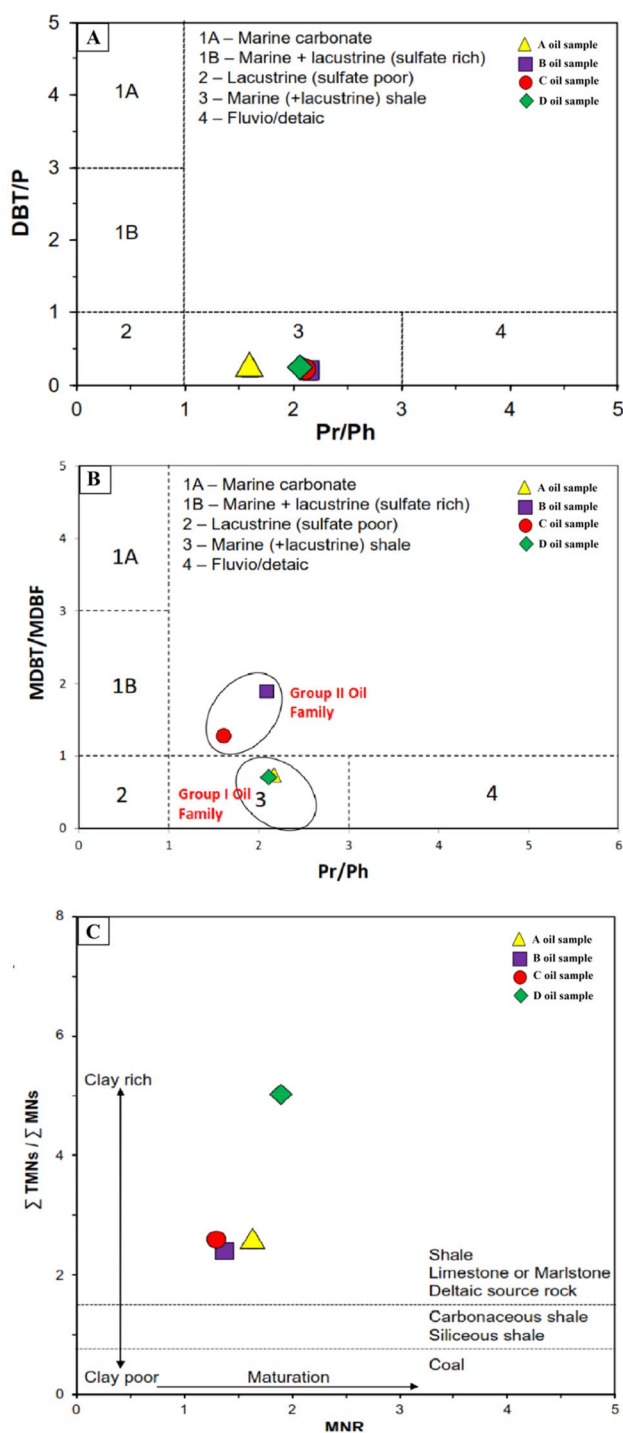 A
1A – Marine carbonate
1B – Marine + lacustrine (sulfate rich)
2 – Lacustrine (sulfate poor)
3 – Marine (+lacustrine) shale
4 – Fluvio/detaic
A oil sample
B oil sample
C oil sample
D oil sample
1A
1B
2
3
4
DBT/P
5
4
3
2
1
0
0
1
2
3
4
5
Pr/Ph
B
1A – Marine carbonate
1B – Marine + lacustrine (sulfate rich)
2 – Lacustrine (sulfate poor)
3 – Marine (+lacustrine) shale
4 – Fluvio/detaic
A oil sample
B oil sample
C oil sample
D oil sample
1A
1B
Group II Oil
Family
2
Group I Oil
Family
3
4
MDBT/MDBF
5
4
3
2
1
0
0
1
2
3
4
5
6
Pr/Ph
C
A oil sample
B oil sample
C oil sample
D oil sample
Clay rich
Shale
Limestone or Marlstone
Deltaic source rock
Carbonaceous shale
Siliceous shale
Coal
Clay poor
Maturation
∑ TMNs / ∑ MNs
8
6
4
2
0
0
1
2
3
4
5
MNR